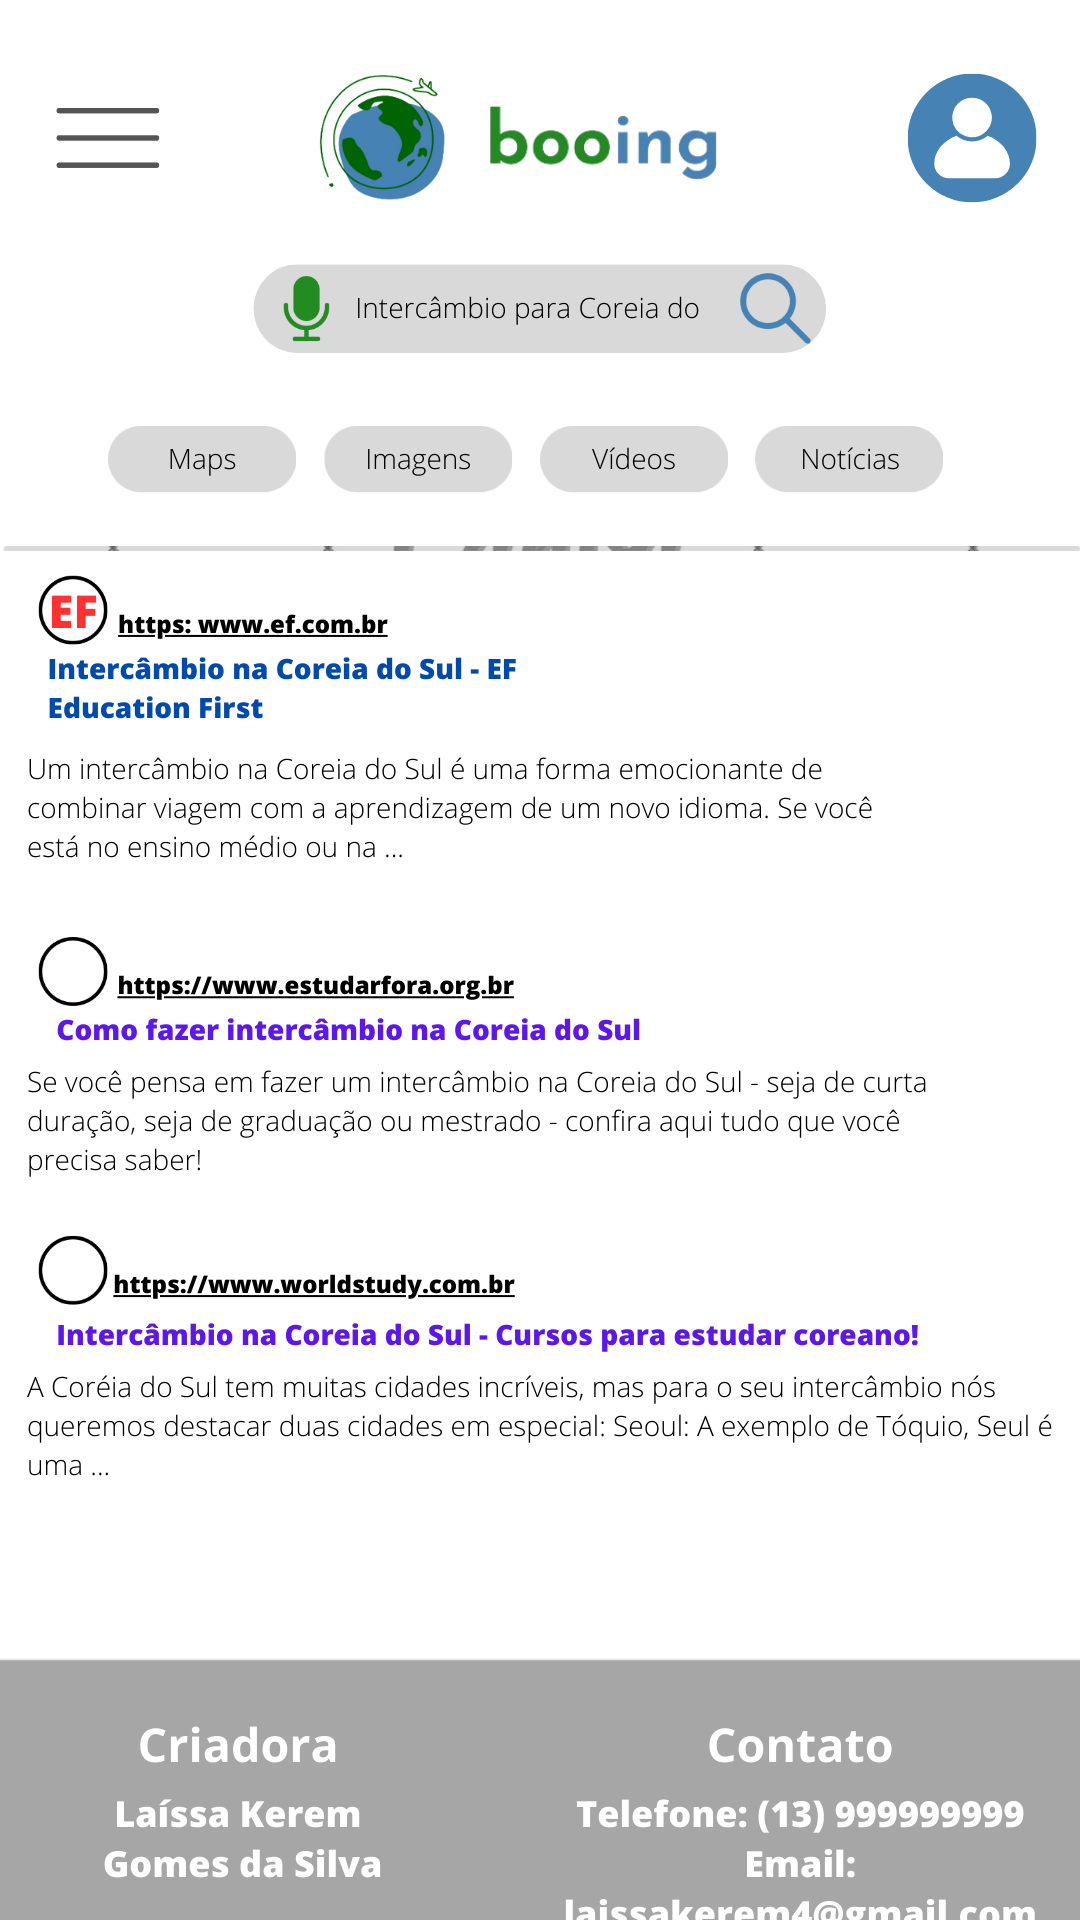 booing
Intercâmbio para Coreia do
Maps
Imagens
Vídeos
Notícias
EF
https: www.ef.com.br
Intercâmbio na Coreia do Sul - EF
Education First
Um intercâmbio na Coreia do Sul é uma forma emocionante de
combinar viagem com a aprendizagem de um novo idioma. Se você
está no ensino médio ou na ...
https://www.estudarfora.org.br
Como fazer intercâmbio na Coreia do Sul
Se você pensa em fazer um intercâmbio na Coreia do Sul - seja de curta
duração, seja de graduação ou mestrado - confira aqui tudo que você
precisa saber!
https://www.worldstudy.com.br
Intercâmbio na Coreia do Sul - Cursos para estudar coreano!
A Coréia do Sul tem muitas cidades incríveis, mas para o seu intercâmbio nós
queremos destacar duas cidades em especial: Seoul: A exemplo de Tóquio, Seul é
uma ...
Criadora
Laíssa Kerem
Gomes da Silva
Contato
Telefone: (13) 999999999
Email:
laissakerem4@gmail.com